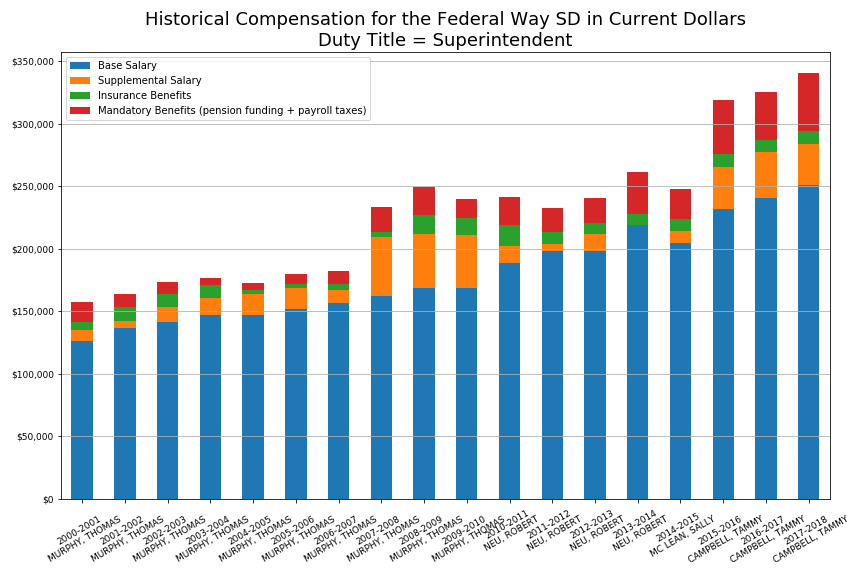 Historical Compensation for the Federal Way SD in Current Dollars
Duty Title = Superintendent
Base Salary
Supplemental Salary
Insurance Benefits
Mandatory Benefits (pension funding + payroll taxes)
$350,000
$300,000
$250,000
$200,000
$150,000
$100,000
$50,000
$0
2000-2001
MURPHY, THOMAS
2001-2002
MURPHY, THOMAS
2002-2003
MURPHY, THOMAS
2003-2004
MURPHY, THOMAS
2004-2005
MURPHY, THOMAS
2005-2006
MURPHY, THOMAS
2006-2007
MURPHY, THOMAS
2007-2008
MURPHY, THOMAS
2008-2009
MURPHY, THOMAS
2009-2010
MURPHY, THOMAS
2010-2011
NEU, ROBERT
2011-2012
NEU, ROBERT
2012-2013
NEU, ROBERT
2013-2014
NEU, ROBERT
2014-2015
MC LEAN, SALLY
2015-2016
CAMPBELL, TAMMY
2016-2017
CAMPBELL, TAMMY
2017-2018
CAMPBELL, TAMMY